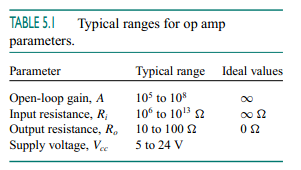 TABLE 5.1 Typical ranges for op amp
parameters.
Parameter Typical range Ideal values
Open-loop gain, A 10⁵ to 10⁸ ∞
Input resistance, Rᵢ 10⁶ to 10¹³ Ω ∞ Ω
Output resistance, Rₒ 10 to 100 Ω 0 Ω
Supply voltage, V_cc 5 to 24 V